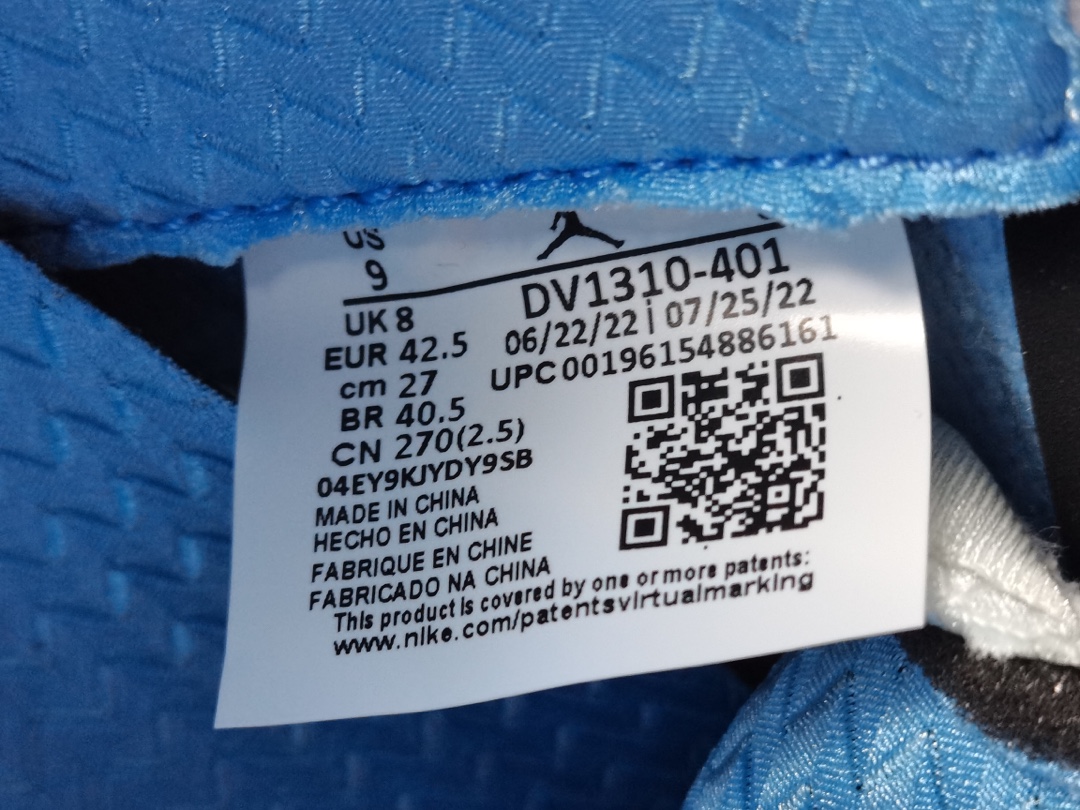 US
9
UK 8
EUR 42.5
cm 27
BR 40.5
CN 270(2.5)
04EY9KJYDY9SB
DV1310-401
06/22/22 | 07/25/22
UPC00196154886161
MADE IN CHINA
HECHO EN CHINA
FABRIQUE EN CHINE
FABRICADO NA CHINA
This product is covered by one or more patents:
www.nike.com/patentsvirtualmarking